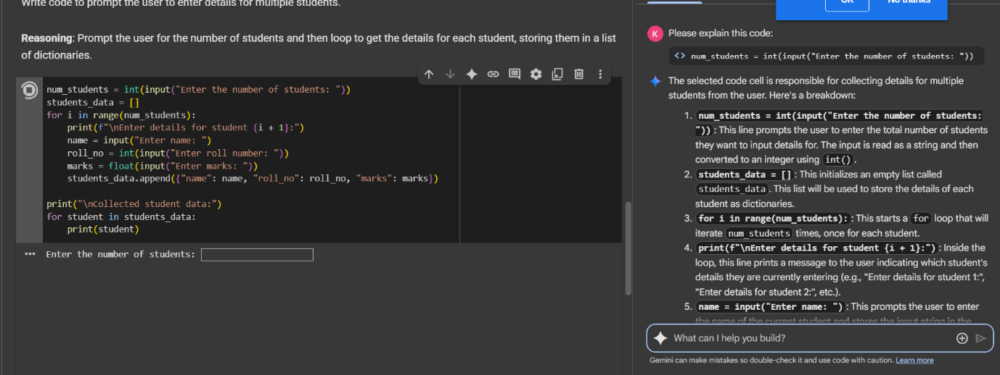 Write code to prompt the user to enter details for multiple students.
Reasoning: Prompt the user for the number of students and then loop to get the details for each student, storing them in a list
of dictionaries.
num_students = int(input("Enter the number of students: "))
students_data = []
for i in range(num_students):
    print(f"\nEnter details for student {i + 1}:")
    name = input("Enter name: ")
    roll_no = int(input("Enter roll number: "))
    marks = float(input("Enter marks: "))
    students_data.append({"name": name, "roll_no": roll_no, "marks": marks})
print("\nCollected student data:")
for student in students_data:
    print(student)
Enter the number of students:
OK No thanks
K Please explain this code:
<> num_students = int(input("Enter the number of students: "))
The selected code cell is responsible for collecting details for multiple
students from the user. Here's a breakdown:
1. num_students = int(input("Enter the number of students:
")): This line prompts the user to enter the total number of students
they want to input details for. The input is read as a string and then
converted to an integer using int().
2. students_data = []: This initializes an empty list called
students_data. This list will be used to store the details of each
student as dictionaries.
3. for i in range(num_students): : This starts a for loop that will
iterate num_students times, once for each student.
4. print(f"\nEnter details for student {i + 1}:"): Inside the
loop, this line prints a message to the user indicating which student's
details they are currently entering (e.g., "Enter details for student 1:",
"Enter details for student 2:", etc.).
5. name = input("Enter name: "): This prompts the user to enter
the name of the current student and stores the input string in the
What can I help you build?
Gemini can make mistakes so double-check it and use code with caution. Learn more